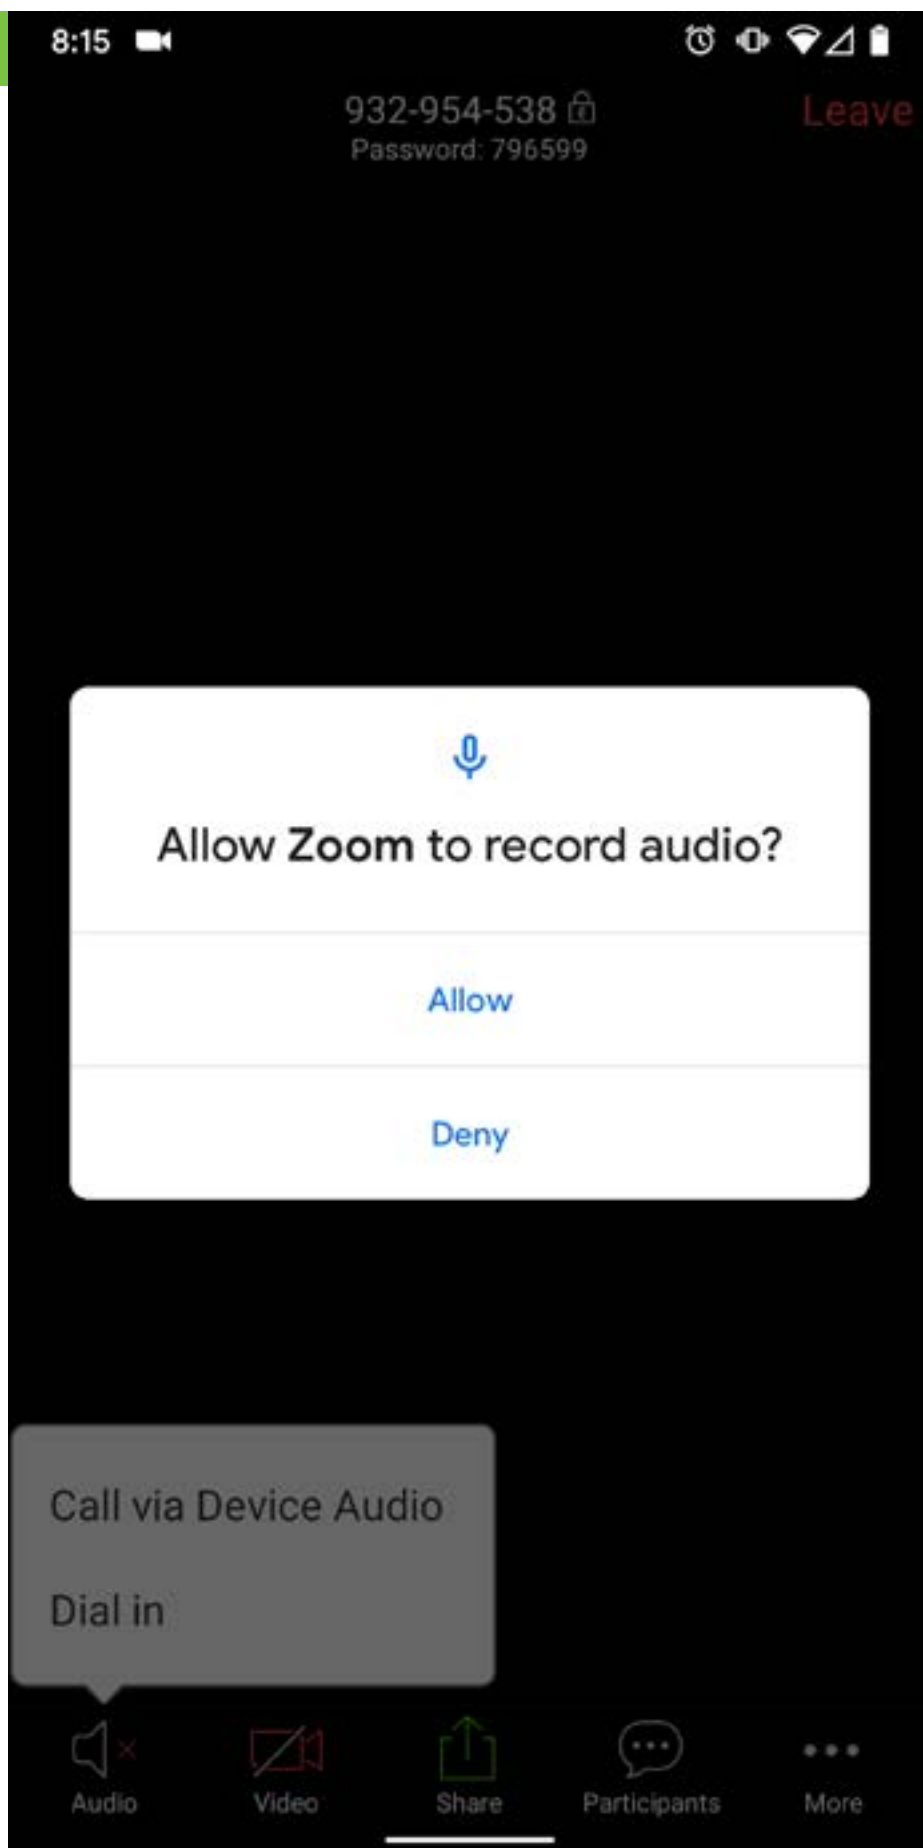 8:15
932-954-538
Leave
Password: 796599
Allow Zoom to record audio?
Allow
Deny
Call via Device Audio
Dial in
Audio
Video
Share
Participants
More